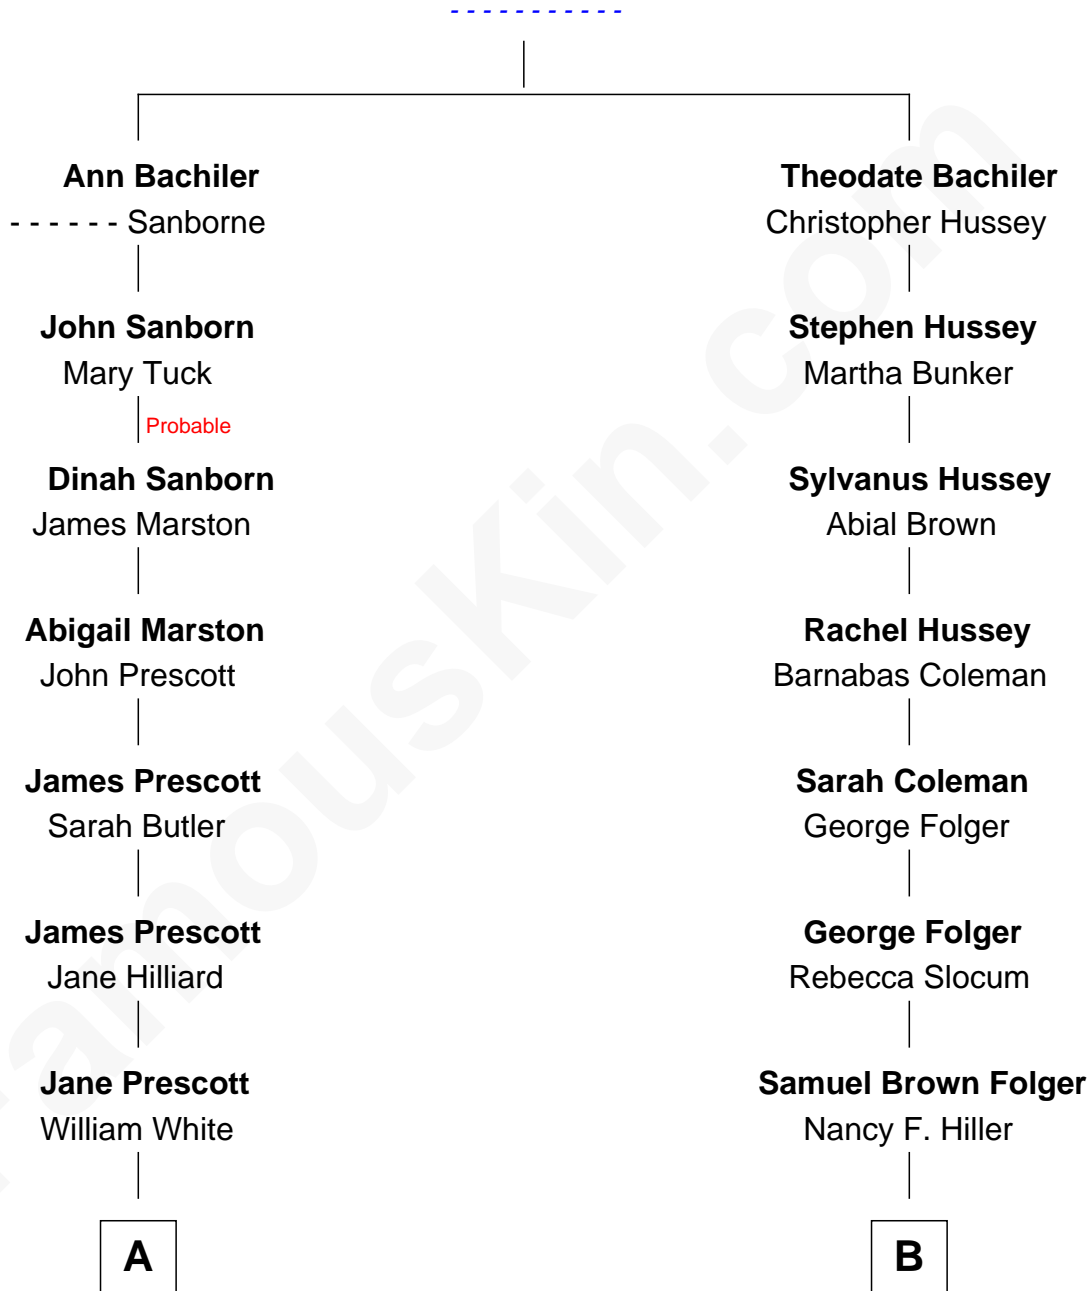 - - - - - - - - - - -
Ann Bachiler
- - - - - - Sanborne
John Sanborn
Mary Tuck
Probable
Dinah Sanborn
James Marston
Abigail Marston
John Prescott
James Prescott
Sarah Butler
James Prescott
Jane Hilliard
Jane Prescott
William White
A
Theodate Bachiler
Christopher Hussey
Stephen Hussey
Martha Bunker
Sylvanus Hussey
Abial Brown
Rachel Hussey
Barnabas Coleman
Sarah Coleman
George Folger
George Folger
Rebecca Slocum
Samuel Brown Folger
Nancy F. Hiller
B
FamousKin.com